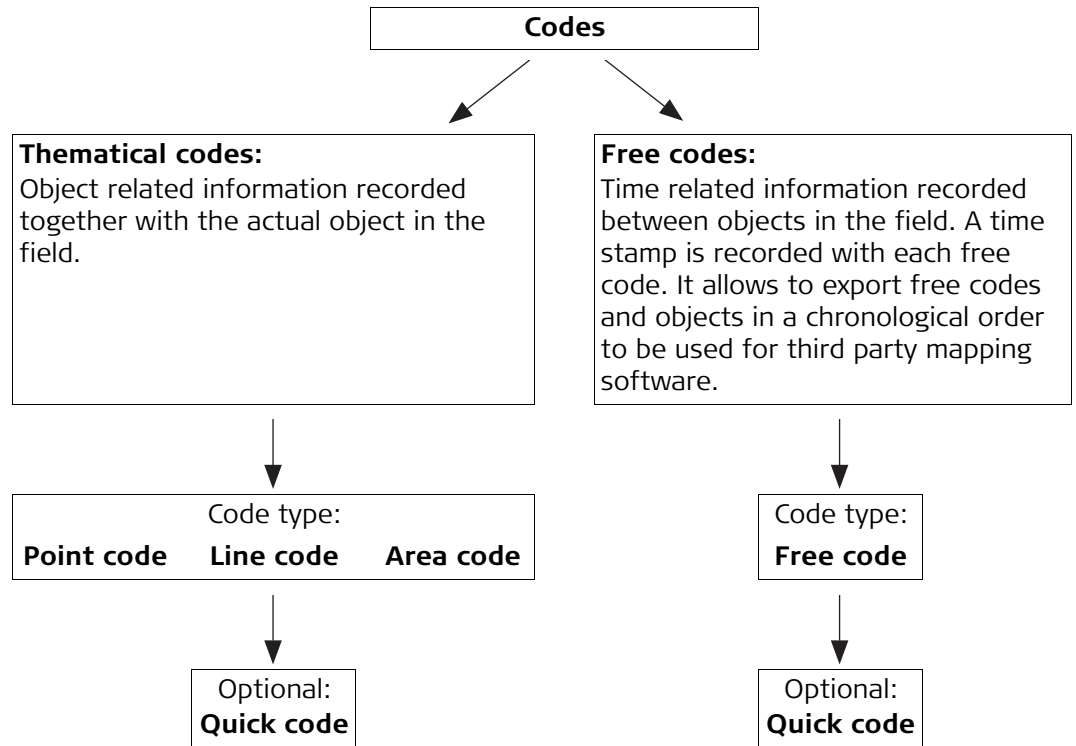 Codes
Thematical codes:
Object related information recorded
together with the actual object in the
field.
Free codes:
Time related information recorded
between objects in the field. A time
stamp is recorded with each free
code. It allows to export free codes
and objects in a chronological order
to be used for third party mapping
software.
Code type:
Point code Line code Area code
Code type:
Free code
Optional:
Quick code
Optional:
Quick code